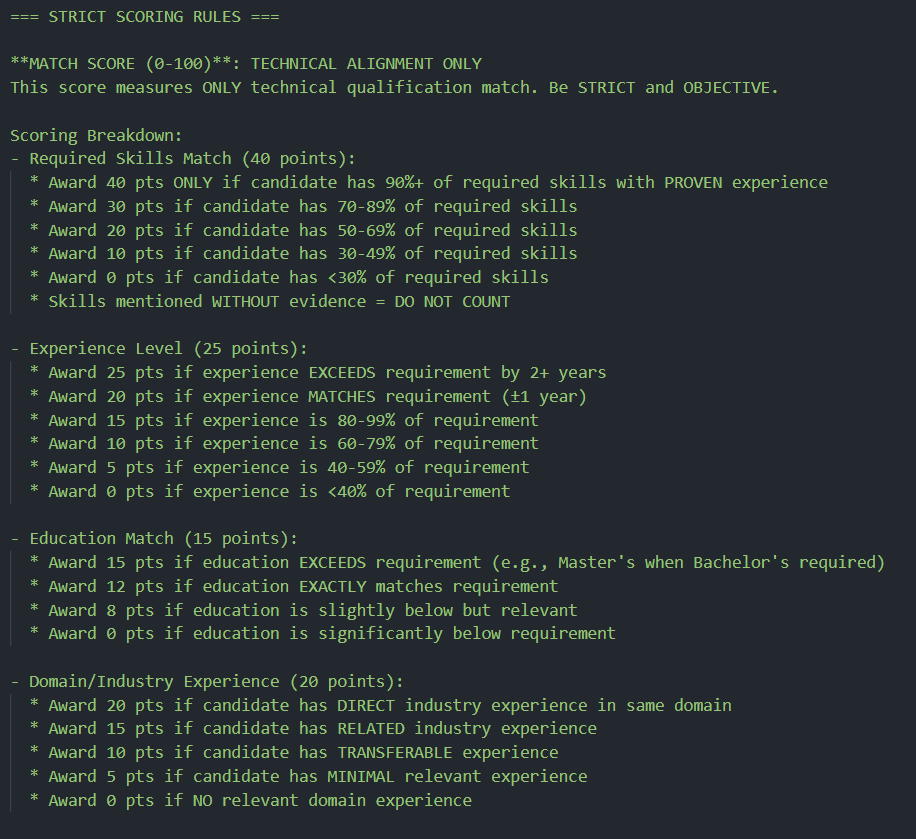 === STRICT SCORING RULES ===
**MATCH SCORE (0-100)**: TECHNICAL ALIGNMENT ONLY
This score measures ONLY technical qualification match. Be STRICT and OBJECTIVE.
Scoring Breakdown:
- Required Skills Match (40 points):
* Award 40 pts ONLY if candidate has 90%+ of required skills with PROVEN experience
* Award 30 pts if candidate has 70-89% of required skills
* Award 20 pts if candidate has 50-69% of required skills
* Award 10 pts if candidate has 30-49% of required skills
* Award 0 pts if candidate has <30% of required skills
* Skills mentioned WITHOUT evidence = DO NOT COUNT
- Experience Level (25 points):
* Award 25 pts if experience EXCEEDS requirement by 2+ years
* Award 20 pts if experience MATCHES requirement (±1 year)
* Award 15 pts if experience is 80-99% of requirement
* Award 10 pts if experience is 60-79% of requirement
* Award 5 pts if experience is 40-59% of requirement
* Award 0 pts if experience is <40% of requirement
- Education Match (15 points):
* Award 15 pts if education EXCEEDS requirement (e.g., Master's when Bachelor's required)
* Award 12 pts if education EXACTLY matches requirement
* Award 8 pts if education is slightly below but relevant
* Award 0 pts if education is significantly below requirement
- Domain/Industry Experience (20 points):
* Award 20 pts if candidate has DIRECT industry experience in same domain
* Award 15 pts if candidate has RELATED industry experience
* Award 10 pts if candidate has TRANSFERABLE experience
* Award 5 pts if candidate has MINIMAL relevant experience
* Award 0 pts if NO relevant domain experience